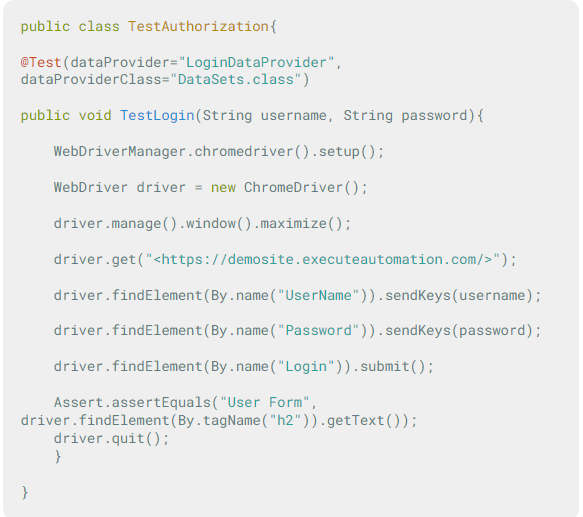 public class TestAuthorization{
@Test(dataProvider="LoginDataProvider",
dataProviderClass="DataSets.class")
public void TestLogin(String username, String password){
WebDriverManager.chromedriver().setup();
WebDriver driver = new ChromeDriver();
driver.manage().window().maximize();
driver.get("<https://demosite.executeautomation.com/>");
driver.findElement(By.name("UserName")).sendKeys(username);
driver.findElement(By.name("Password")).sendKeys(password);
driver.findElement(By.name("Login")).submit();
Assert.assertEquals("User Form",
driver.findElement(By.tagName("h2")).getText());
driver.quit();
}
}